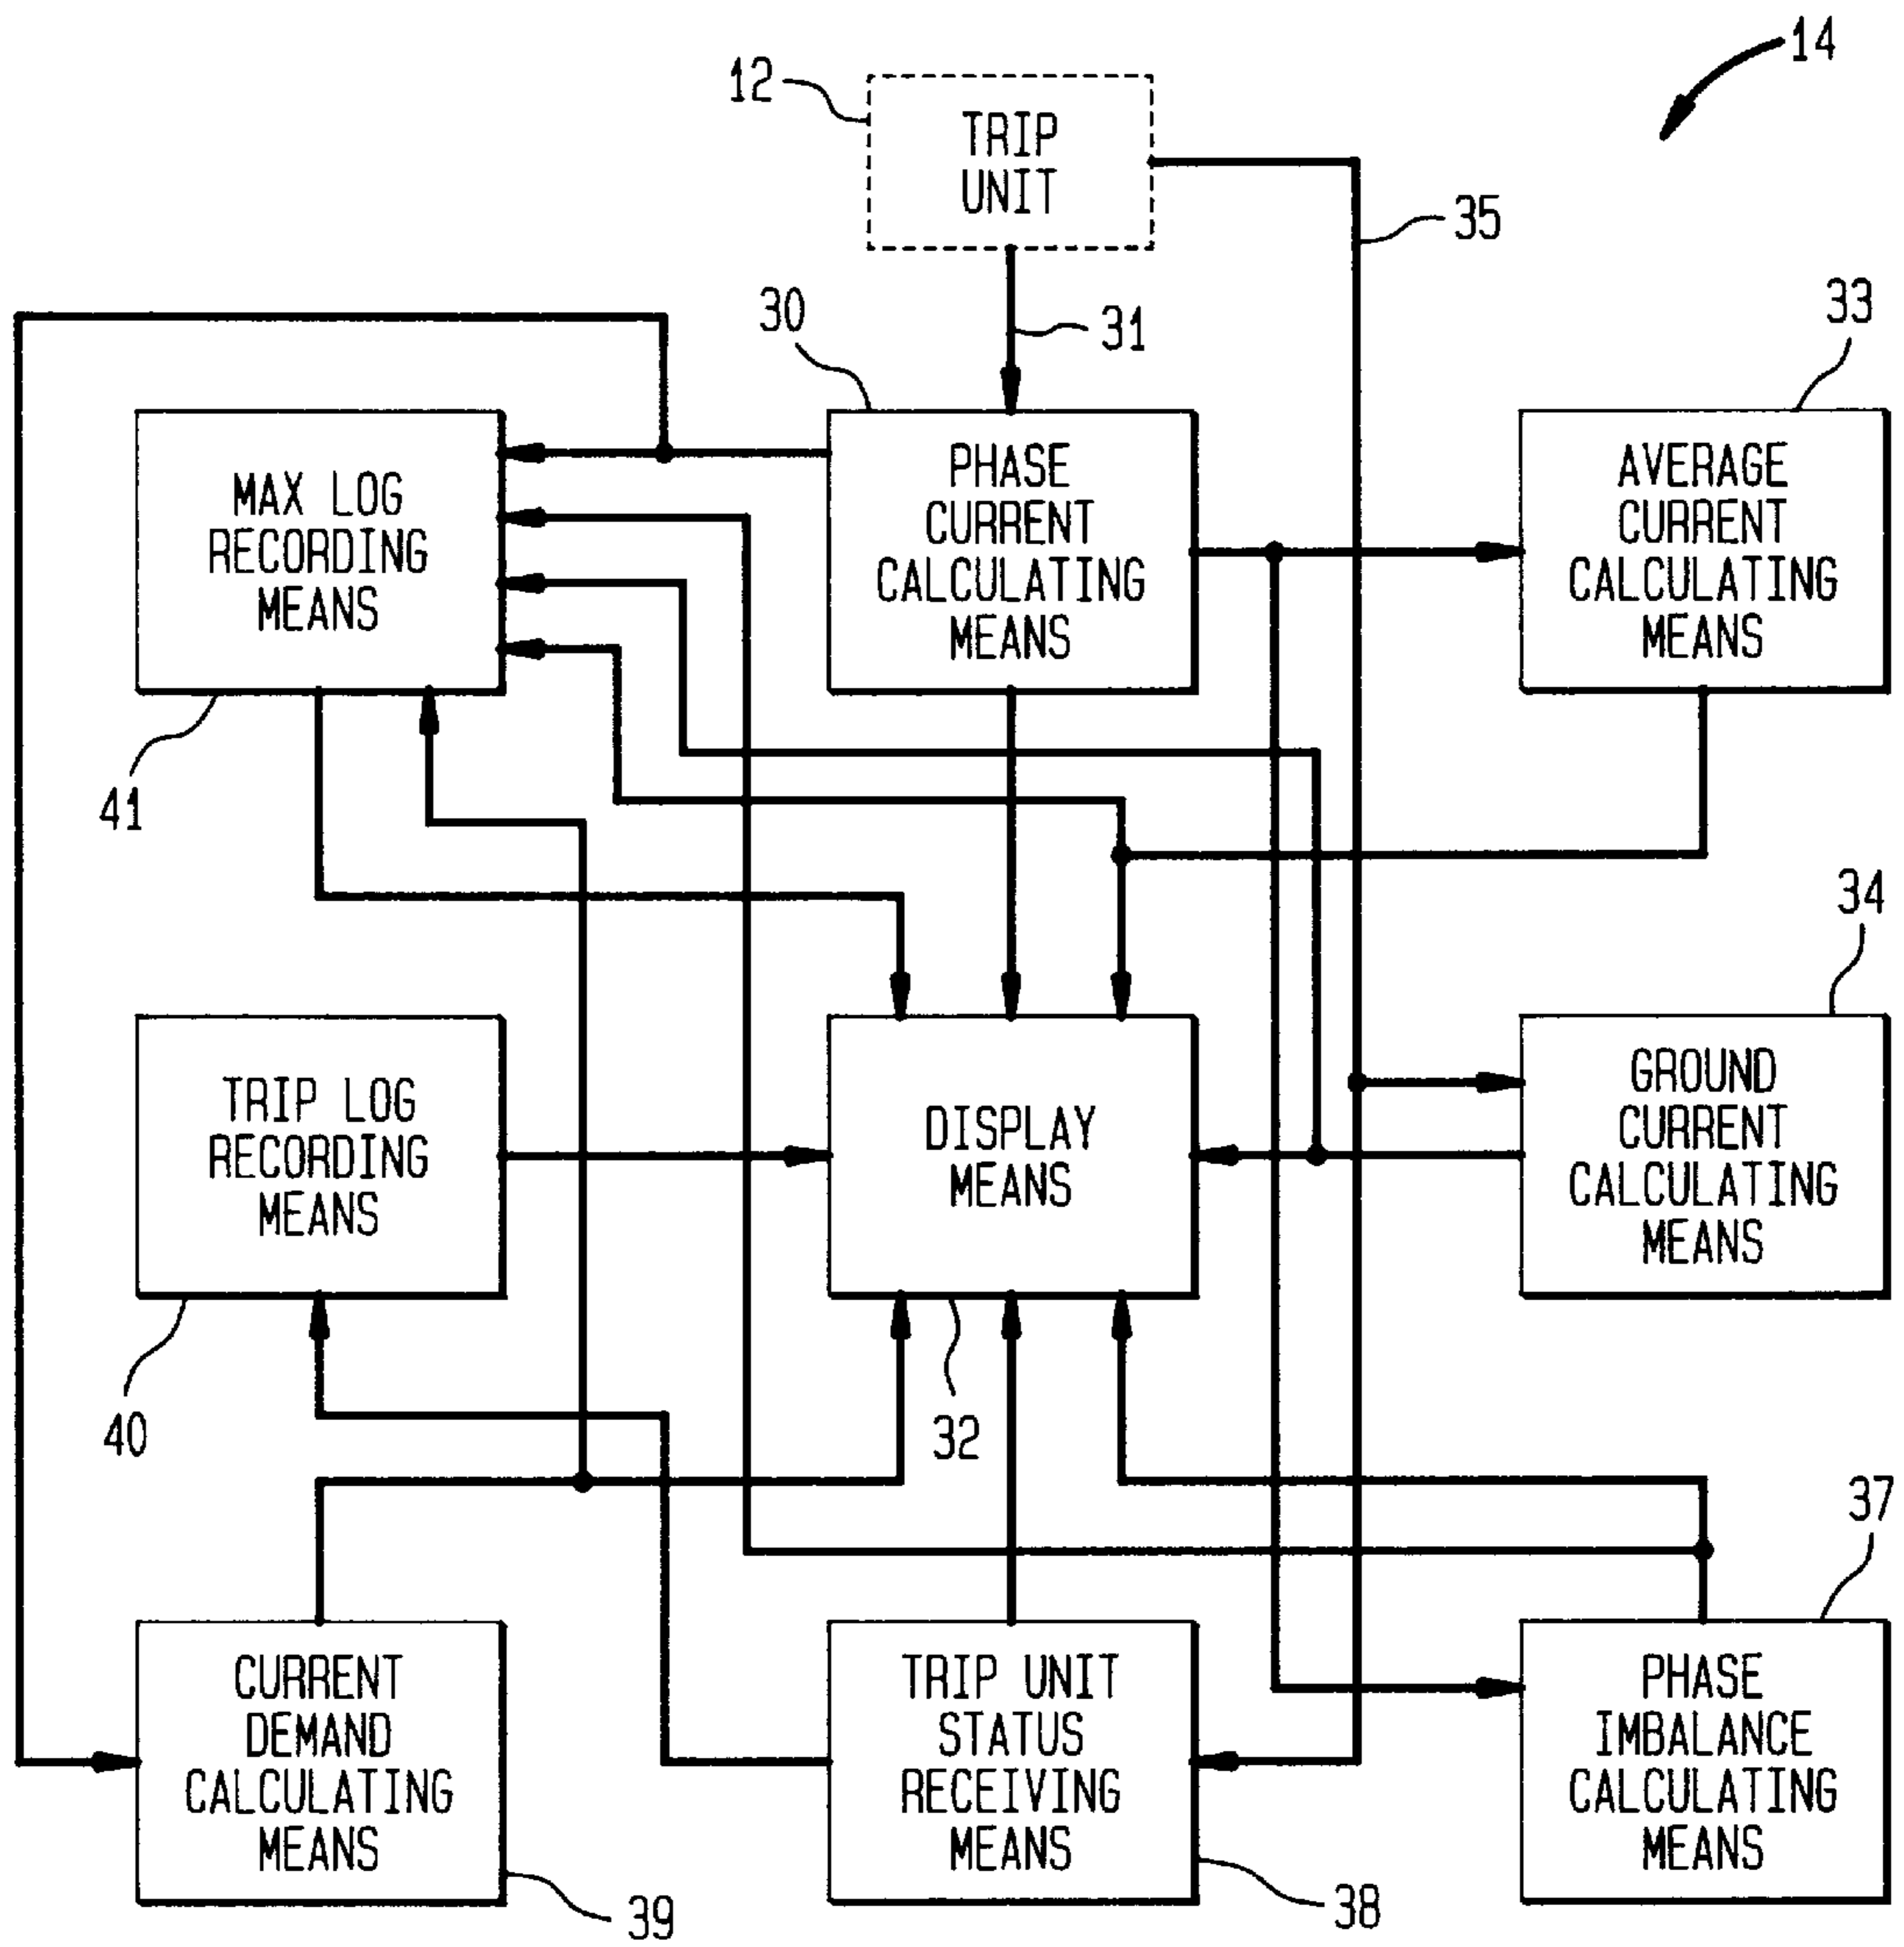 14
12
TRIP
UNIT
35
30
31
33
MAX LOG
RECORDING
MEANS
PHASE
CURRENT
CALCULATING
MEANS
AVERAGE
CURRENT
CALCULATING
MEANS
41
34
TRIP LOG
RECORDING
MEANS
DISPLAY
MEANS
GROUND
CURRENT
CALCULATING
MEANS
40
32
37
CURRENT
DEMAND
CALCULATING
MEANS
TRIP UNIT
STATUS
RECEIVING
MEANS
PHASE
IMBALANCE
CALCULATING
MEANS
39
38